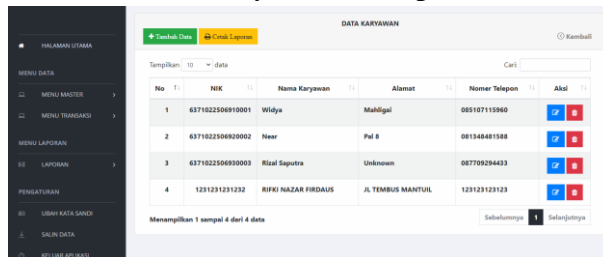 DATA KARYAWAN
Tambah Data
Cetak Laporan
Kembali
HALAMAN UTAMA
MENU DATA
MENU MASTER
MENU TRANSAKSI
MENU LAPORAN
LAPORAN
PENGATURAN
UBAH KATA SANDI
SALIN DATA
KELUAR APLIKASI
Tampilkan 10 data
Cari:
No NIK Nama Karyawan Alamat Nomer Telepon Aksi
1 6371022506910001 Widya Mahligai 085107115960
2 6371022506920002 Near Pal 8 081348481588
3 6371022506930003 Rizal Saputra Unknown 087709294433
4 1231231231232 RIFKI NAZAR FIRDAUS JL TEMBUS MANTUIL 123123123123
Menampilkan 1 sampai 4 dari 4 data
Sebelumnya 1 Selanjutnya